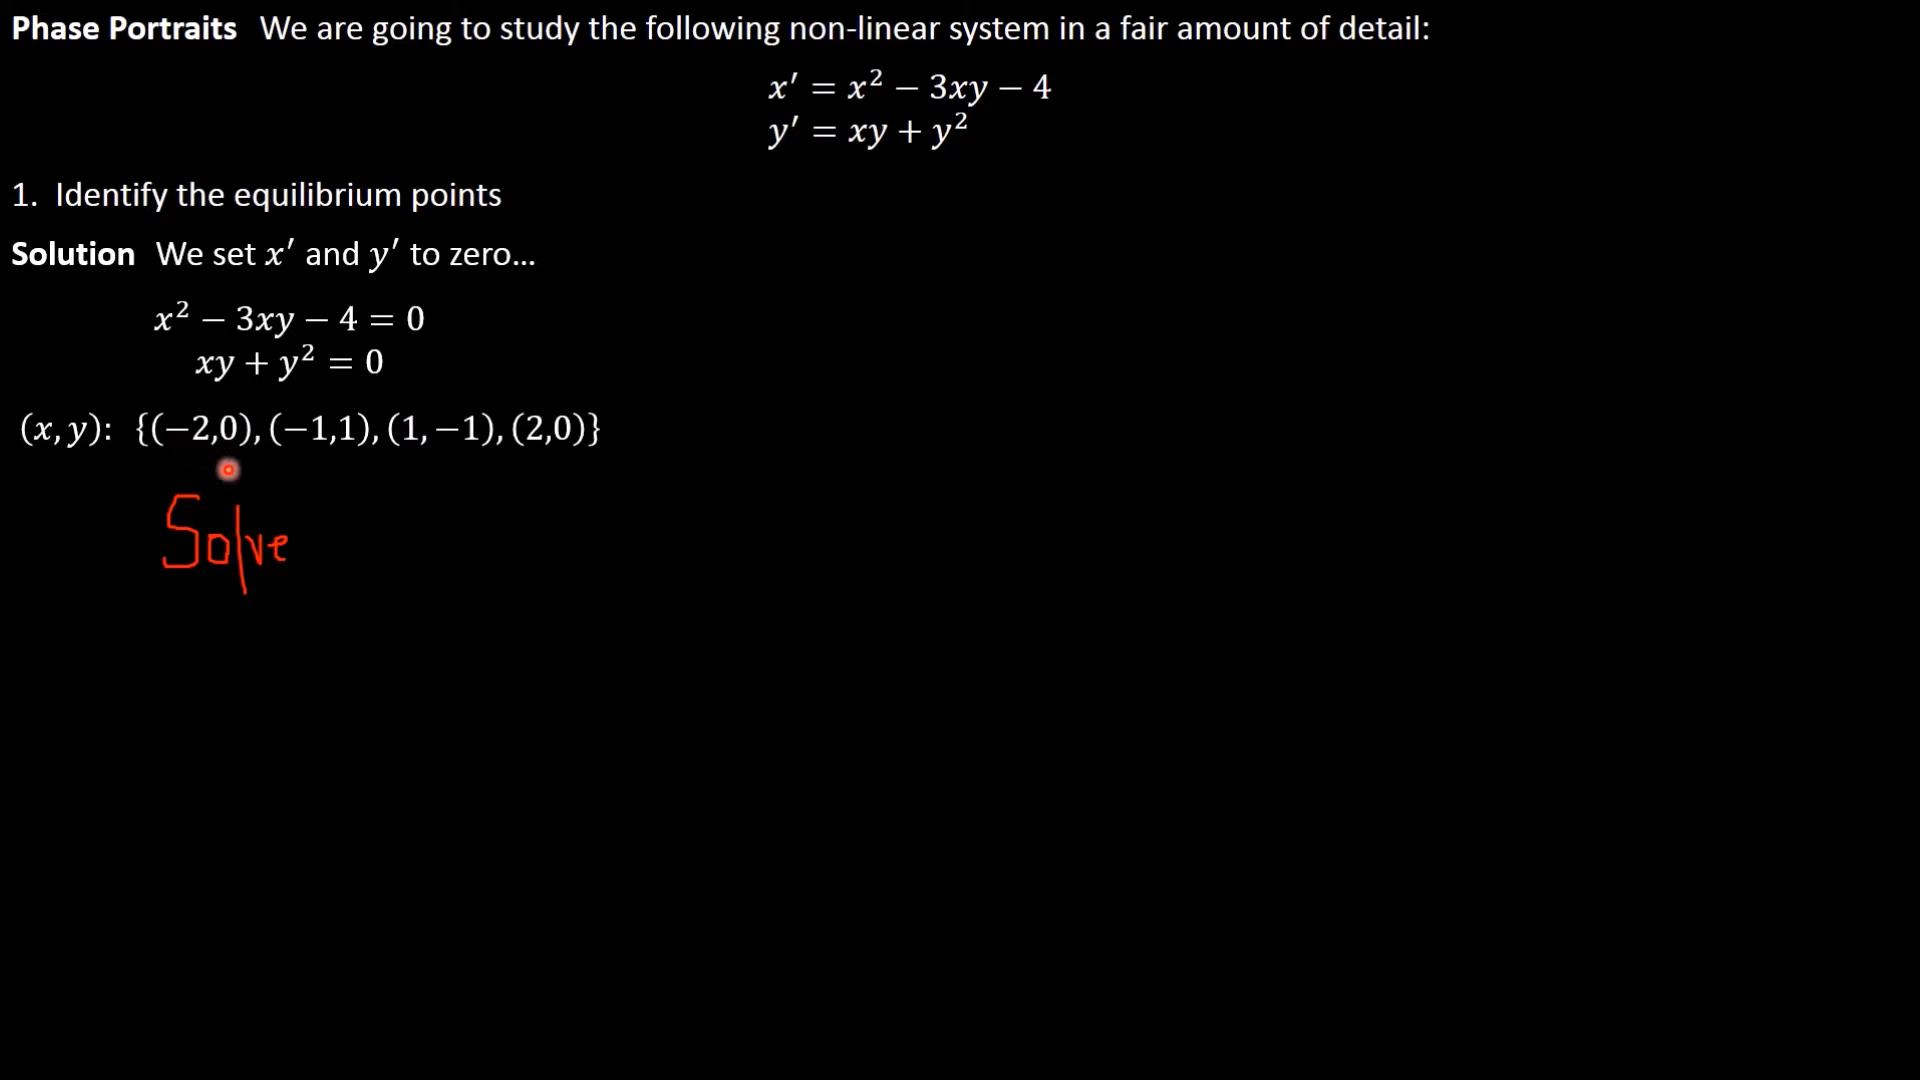 Phase Portraits We are going to study the following non-linear system in a fair amount of detail:
x′ = x² − 3xy − 4
y′ = xy + y²
1. Identify the equilibrium points
Solution We set x′ and y′ to zero...
x² − 3xy − 4 = 0
xy + y² = 0
(x, y): {(−2,0), (−1,1), (1, −1), (2,0)}
Solve